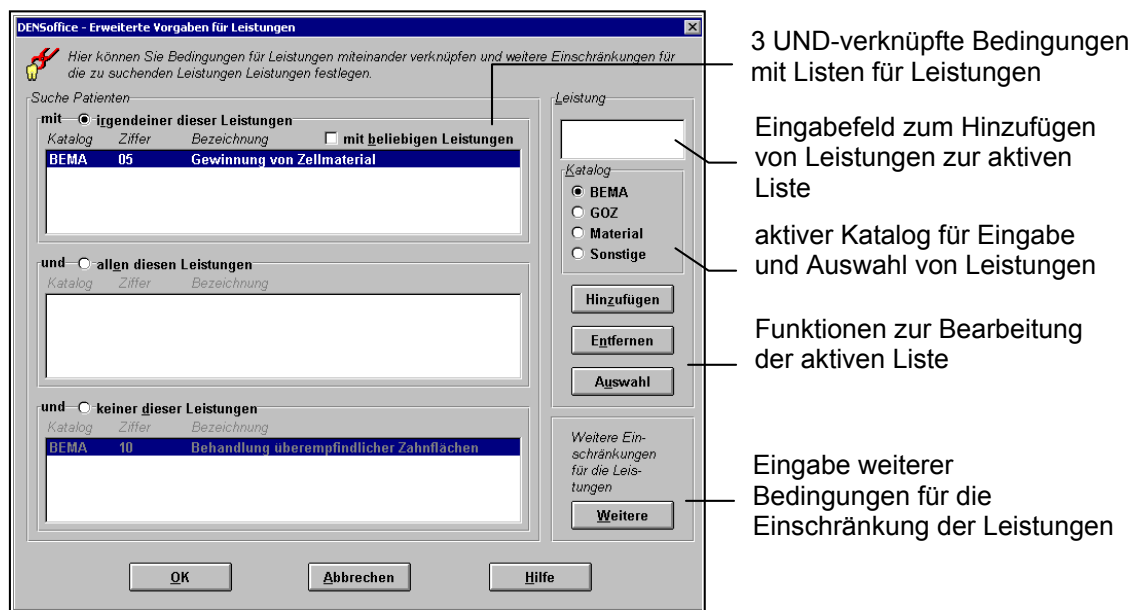 DENSoffice - Erweiterte Vorgaben für Leistungen
Hier können Sie Bedingungen für Leistungen miteinander verknüpfen und weitere Einschränkungen für
die zu suchenden Leistungen Leistungen festlegen.
Suche Patienten
mit irgendeiner dieser Leistungen
Katalog Ziffer Bezeichnung mit beliebigen Leistungen
BEMA 05 Gewinnung von Zellmaterial
und allen diesen Leistungen
Katalog Ziffer Bezeichnung
und keiner dieser Leistungen
Katalog Ziffer Bezeichnung
BEMA 10 Behandlung überempfindlicher Zahnflächen
Leistung
Katalog
BEMA
GOZ
Material
Sonstige
Hinzufügen
Entfernen
Auswahl
Weitere Ein-
schränkungen
für die Leis-
tungen
Weitere
OK Abbrechen Hilfe
3 UND-verknüpfte Bedingungen
mit Listen für Leistungen
Eingabefeld zum Hinzufügen
von Leistungen zur aktiven
Liste
aktiver Katalog für Eingabe
und Auswahl von Leistungen
Funktionen zur Bearbeitung
der aktiven Liste
Eingabe weiterer
Bedingungen für die
Einschränkung der Leistungen